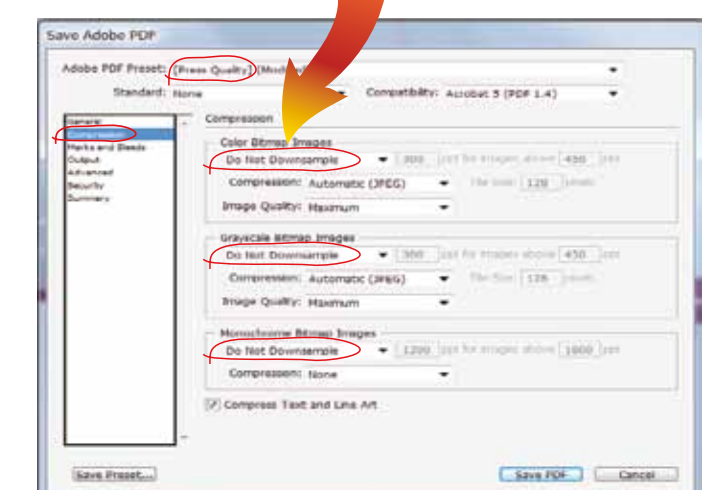 Save Adobe PDF
Adobe PDF Preset: [Press Quality]
Standard: None Compatibility: Acrobat 5 (PDF 1.4)
General
Compression
Marks and Bleeds
Output
Advanced
Security
Summary
Compression
Color Bitmap Images
Do Not Downsample 300 ppi for images above 450 ppi
Compression: Automatic (JPEG) Tile Size: 128 pixels
Image Quality: Maximum
Grayscale Bitmap Images
Do Not Downsample 300 ppi for images above 450 ppi
Compression: Automatic (JPEG) Tile Size: 128 pixels
Image Quality: Maximum
Monochrome Bitmap Images
Do Not Downsample 1200 ppi for images above 1800 ppi
Compression: None
Compress Text and Line Art
Save Preset... Save PDF Cancel